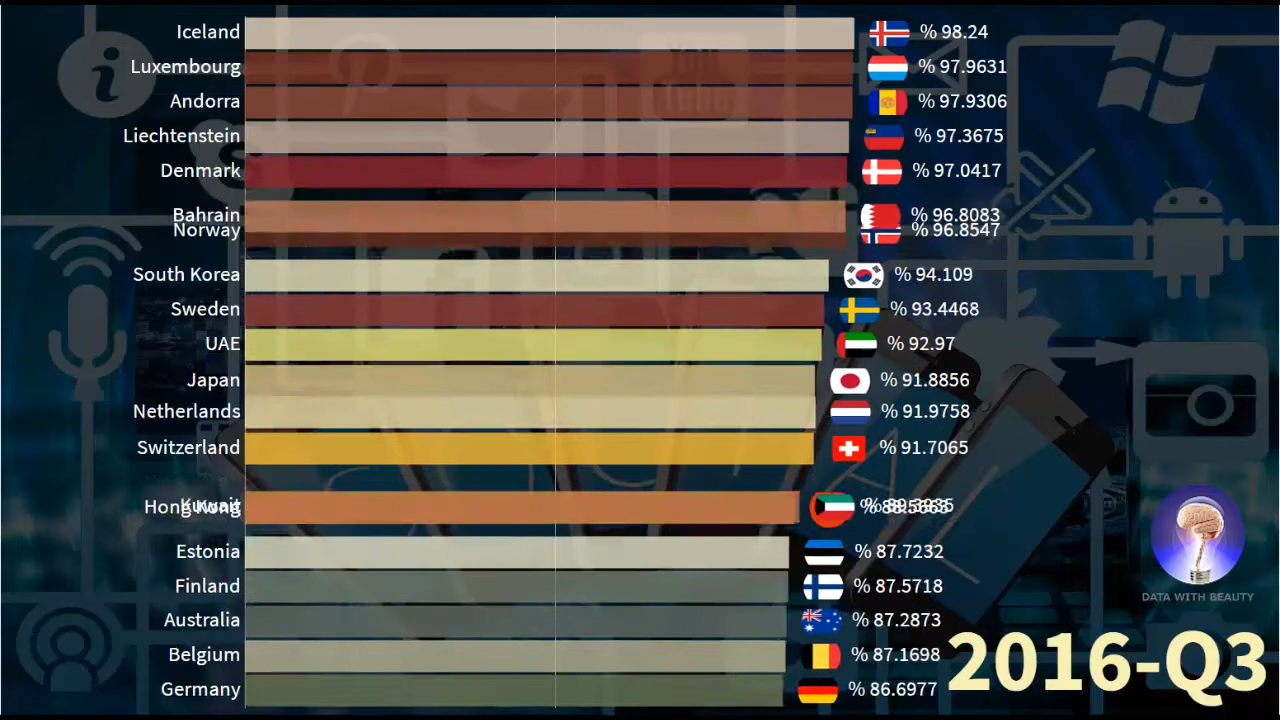 Iceland % 98.24
Luxembourg % 97.9631
Andorra % 97.9306
Liechtenstein % 97.3675
Denmark % 97.0417
Bahrain % 96.8083
Norway % 96.8547
South Korea % 94.109
Sweden % 93.4468
UAE % 92.97
Japan % 91.8856
Netherlands % 91.9758
Switzerland % 91.7065
Kuwait
Hong Kong
Estonia % 87.7232
Finland % 87.5718
Australia % 87.2873
Belgium % 87.1698
Germany % 86.6977
DATA WITH BEAUTY
2016-Q3